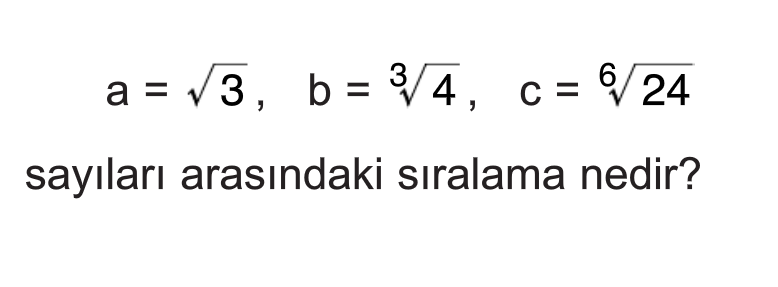 a = √3, b = ∛4, c = ⁶√24
sayıları arasındaki sıralama nedir?